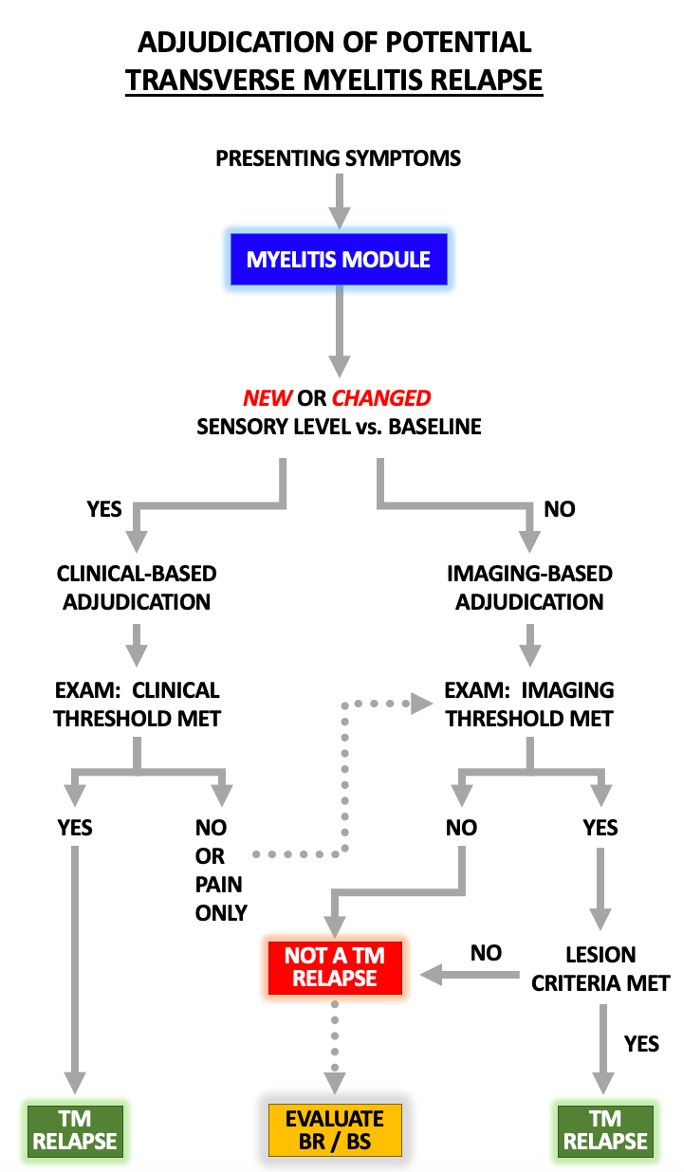 ADJUDICATION OF POTENTIAL
TRANSVERSE MYELITIS RELAPSE
PRESENTING SYMPTOMS
MYELITIS MODULE
NEW OR CHANGED
SENSORY LEVEL vs. BASELINE
YES
NO
CLINICAL-BASED
ADJUDICATION
IMAGING-BASED
ADJUDICATION
EXAM: CLINICAL
THRESHOLD MET
EXAM: IMAGING
THRESHOLD MET
YES
NO
OR
PAIN
ONLY
NO
YES
NOT A TM
RELAPSE
NO
LESION
CRITERIA MET
YES
TM
RELAPSE
EVALUATE
BR / BS
TM
RELAPSE